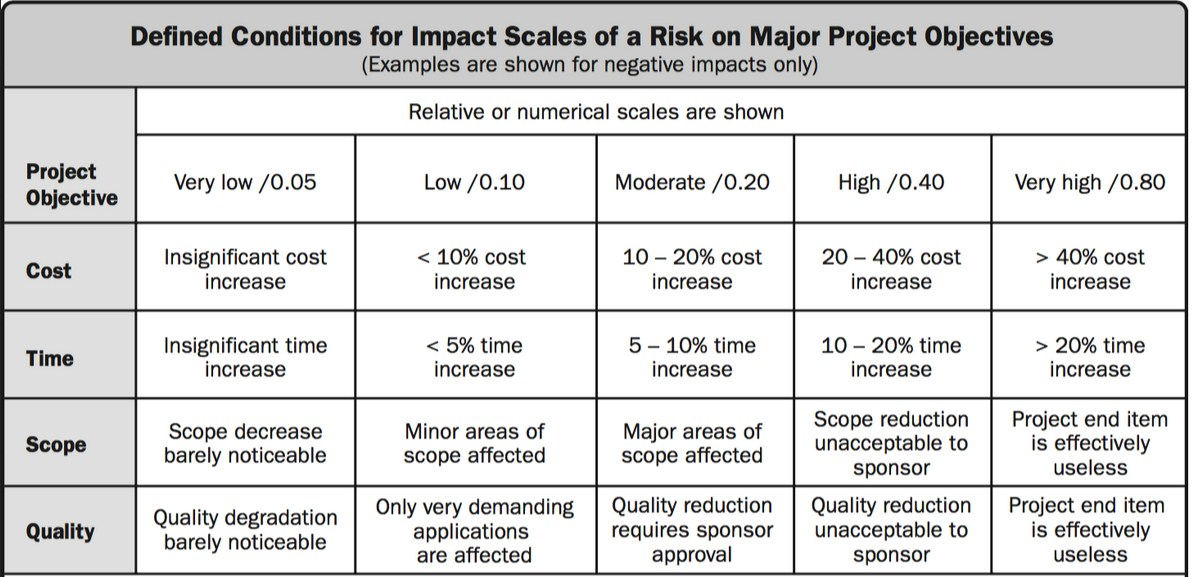 Defined Conditions for Impact Scales of a Risk on Major Project Objectives
(Examples are shown for negative impacts only)
Relative or numerical scales are shown
Project
Objective
Very low /0.05
Low /0.10
Moderate /0.20
High /0.40
Very high /0.80
Cost
Insignificant cost
increase
< 10% cost
increase
10 – 20% cost
increase
20 – 40% cost
increase
> 40% cost
increase
Time
Insignificant time
increase
< 5% time
increase
5 – 10% time
increase
10 – 20% time
increase
> 20% time
increase
Scope
Scope decrease
barely noticeable
Minor areas of
scope affected
Major areas of
scope affected
Scope reduction
unacceptable to
sponsor
Project end item
is effectively
useless
Quality
Quality degradation
barely noticeable
Only very demanding
applications
are affected
Quality reduction
requires sponsor
approval
Quality reduction
unacceptable to
sponsor
Project end item
is effectively
useless